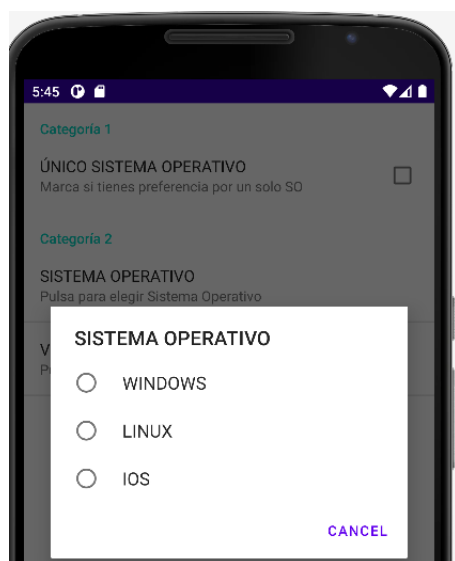 5:45
Categoría 1
ÚNICO SISTEMA OPERATIVO
Marca si tienes preferencia por un solo SO
Categoría 2
SISTEMA OPERATIVO
Pulsa para elegir Sistema Operativo
SISTEMA OPERATIVO
WINDOWS
LINUX
IOS
CANCEL